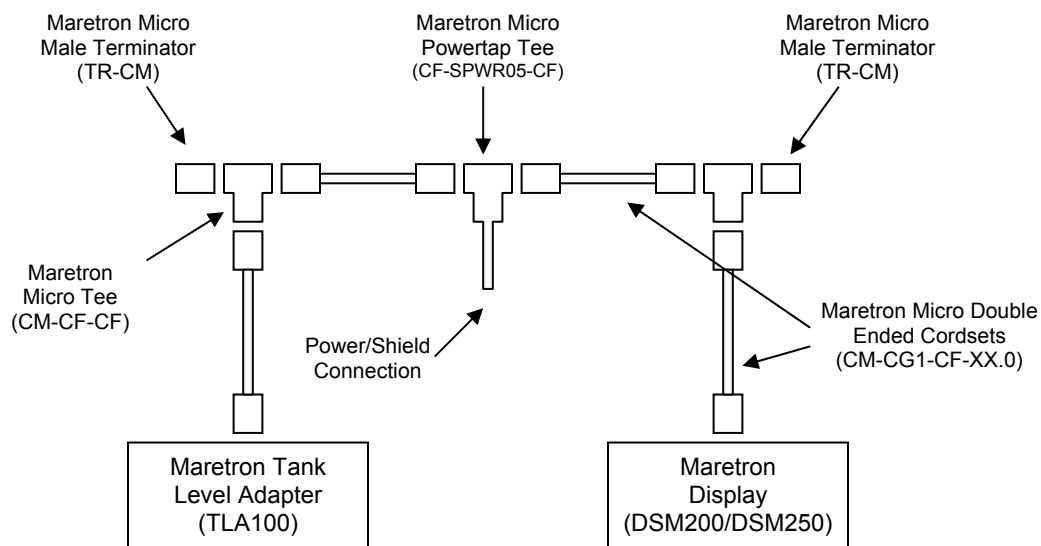 Maretron Micro
Male Terminator
(TR-CM)
Maretron Micro
Powertap Tee
(CF-SPWR05-CF)
Maretron Micro
Male Terminator
(TR-CM)
Maretron
Micro Tee
(CM-CF-CF)
Power/Shield
Connection
Maretron Micro Double
Ended Cordsets
(CM-CG1-CF-XX.0)
Maretron Tank
Level Adapter
(TLA100)
Maretron
Display
(DSM200/DSM250)